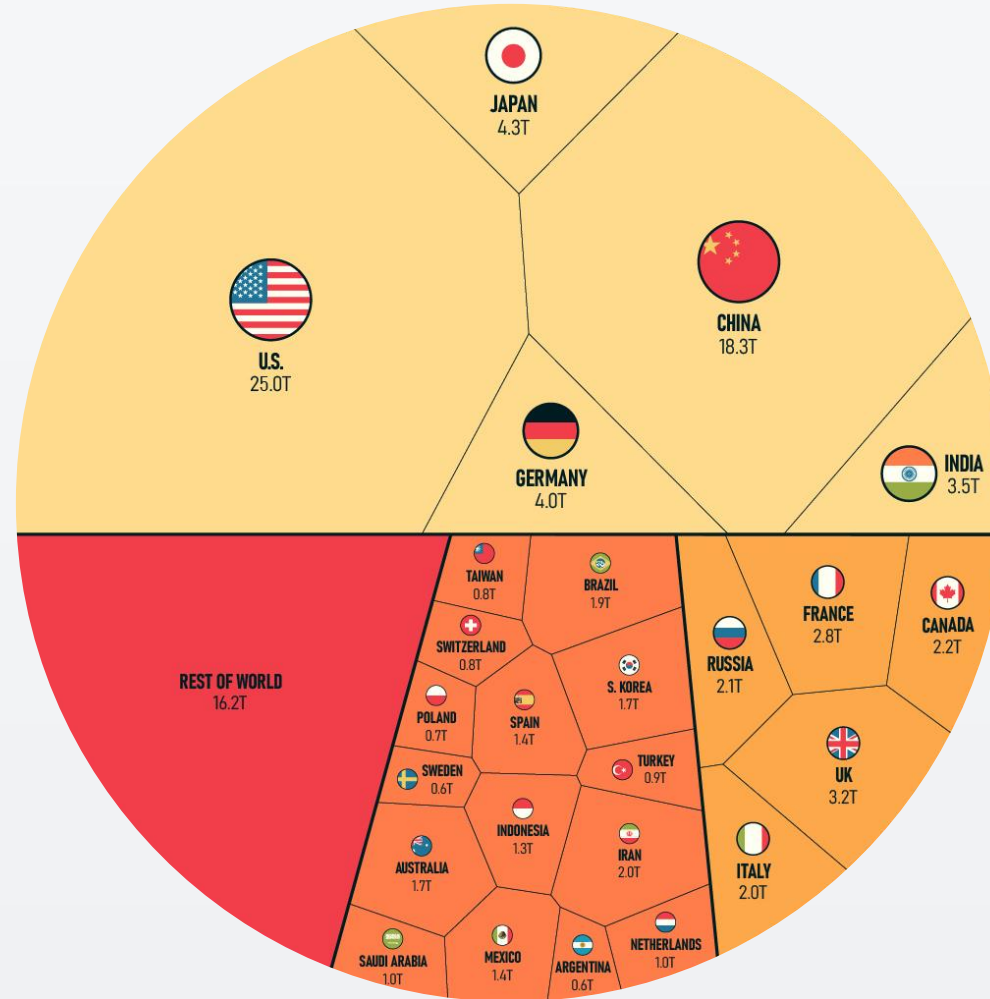 JAPAN
4.3T
U.S.
25.0T
CHINA
18.3T
GERMANY
4.0T
INDIA
3.5T
REST OF WORLD
16.2T
TAIWAN
0.8T
BRAZIL
1.9T
SWITZERLAND
0.8T
S. KOREA
1.7T
POLAND
0.7T
SPAIN
1.4T
SWEDEN
0.6T
TURKEY
0.9T
INDONESIA
1.3T
AUSTRALIA
1.7T
IRAN
2.0T
SAUDI ARABIA
1.0T
MEXICO
1.4T
ARGENTINA
0.6T
NETHERLANDS
1.0T
RUSSIA
2.1T
FRANCE
2.8T
CANADA
2.2T
UK
3.2T
ITALY
2.0T